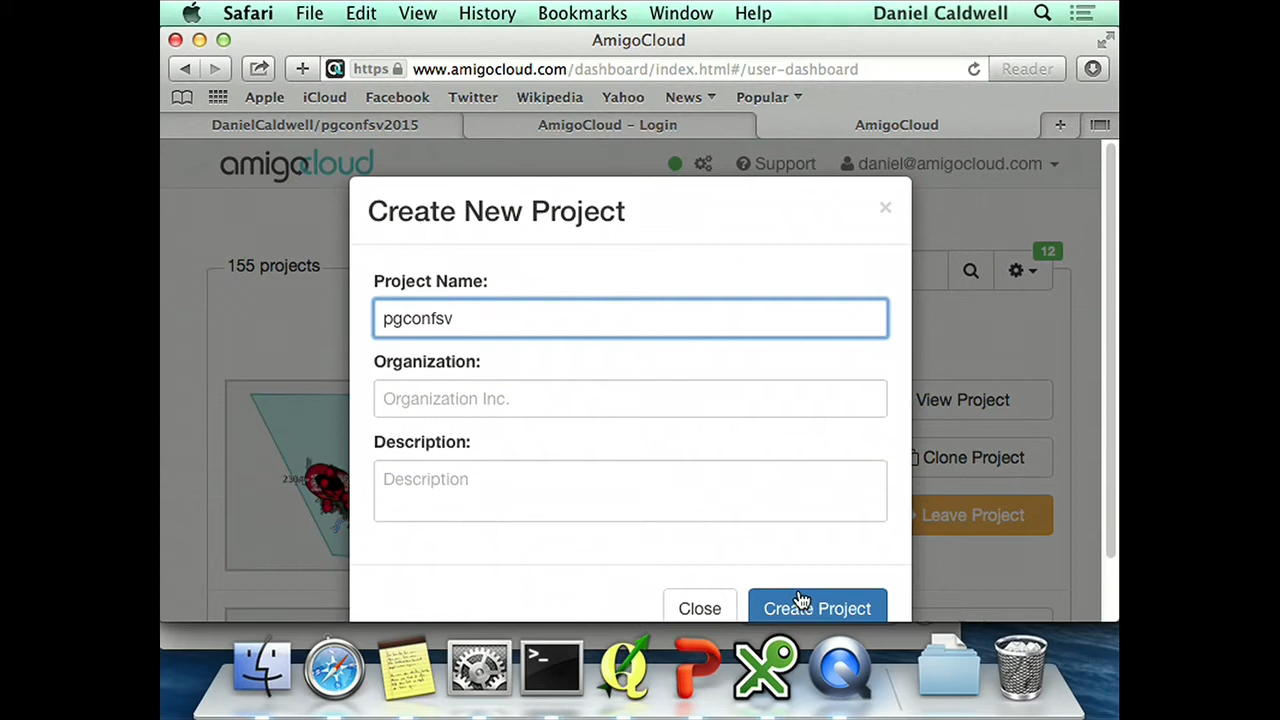 Safari File Edit View History Bookmarks Window Help Daniel Caldwell
AmigoCloud
https www.amigocloud.com/dashboard/index.html#/user-dashboard Reader
Apple iCloud Facebook Twitter Wikipedia Yahoo News Popular
DanielCaldwell/pgconfsv2015 AmigoCloud - Login AmigoCloud
amigocloud Support daniel@amigocloud.com
Create New Project
12
155 projects
Project Name:
pgconfsv
Organization:
Organization Inc.
View Project
Description:
Description
Clone Project
Leave Project
Close Create Project